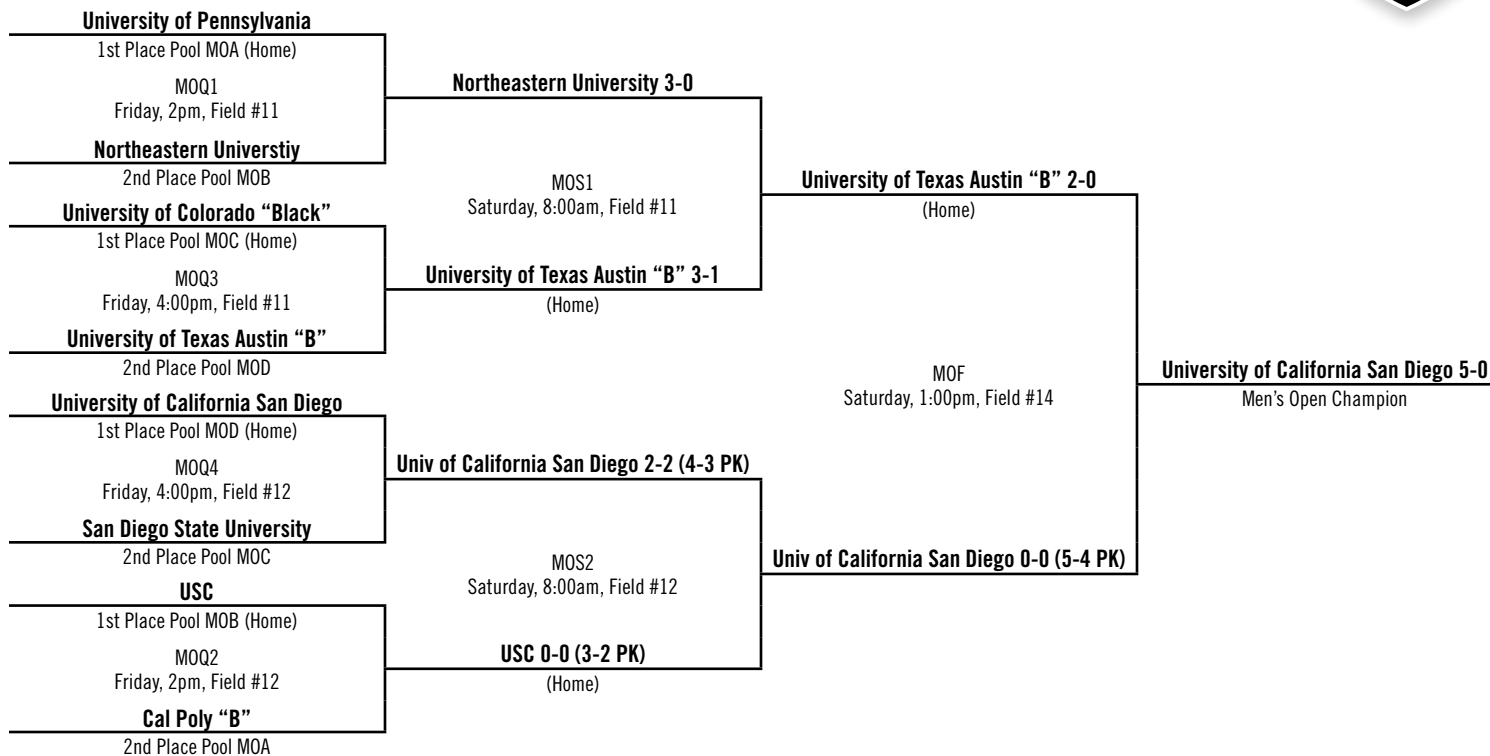 University of Pennsylvania
1st Place Pool MOA (Home)
MOQ1
Friday, 2pm, Field #11
Northeastern Universtiy
2nd Place Pool MOB
University of Colorado “Black”
1st Place Pool MOC (Home)
MOQ3
Friday, 4:00pm, Field #11
University of Texas Austin “B”
2nd Place Pool MOD
University of California San Diego
1st Place Pool MOD (Home)
MOQ4
Friday, 4:00pm, Field #12
San Diego State University
2nd Place Pool MOC
USC
1st Place Pool MOB (Home)
MOQ2
Friday, 2pm, Field #12
Cal Poly “B”
2nd Place Pool MOA
Northeastern University 3-0
MOS1
Saturday, 8:00am, Field #11
University of Texas Austin “B” 3-1
(Home)
Univ of California San Diego 2-2 (4-3 PK)
MOS2
Saturday, 8:00am, Field #12
USC 0-0 (3-2 PK)
(Home)
University of Texas Austin “B” 2-0
(Home)
MOF
Saturday, 1:00pm, Field #14
Univ of California San Diego 0-0 (5-4 PK)
University of California San Diego 5-0
Men’s Open Champion